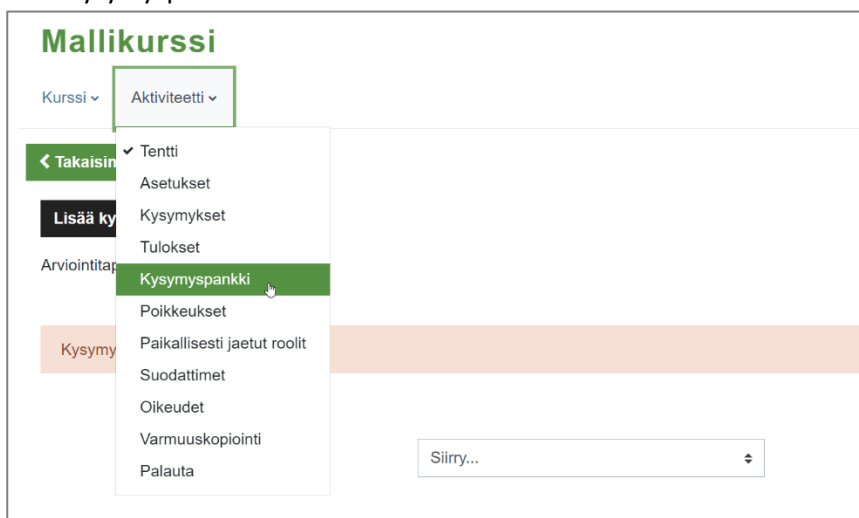 Mallikurssi
Kurssi Aktiviteetti
Tentti
Takaisin
Asetukset
Lisää ky
Kysymykset
Tulokset
Arviointitap
Kysymyspankki
Poikkeukset
Kysymy
Paikallisesti jaetut roolit
Suodattimet
Oikeudet
Varmuuskopiointi
Siirry...
Palauta